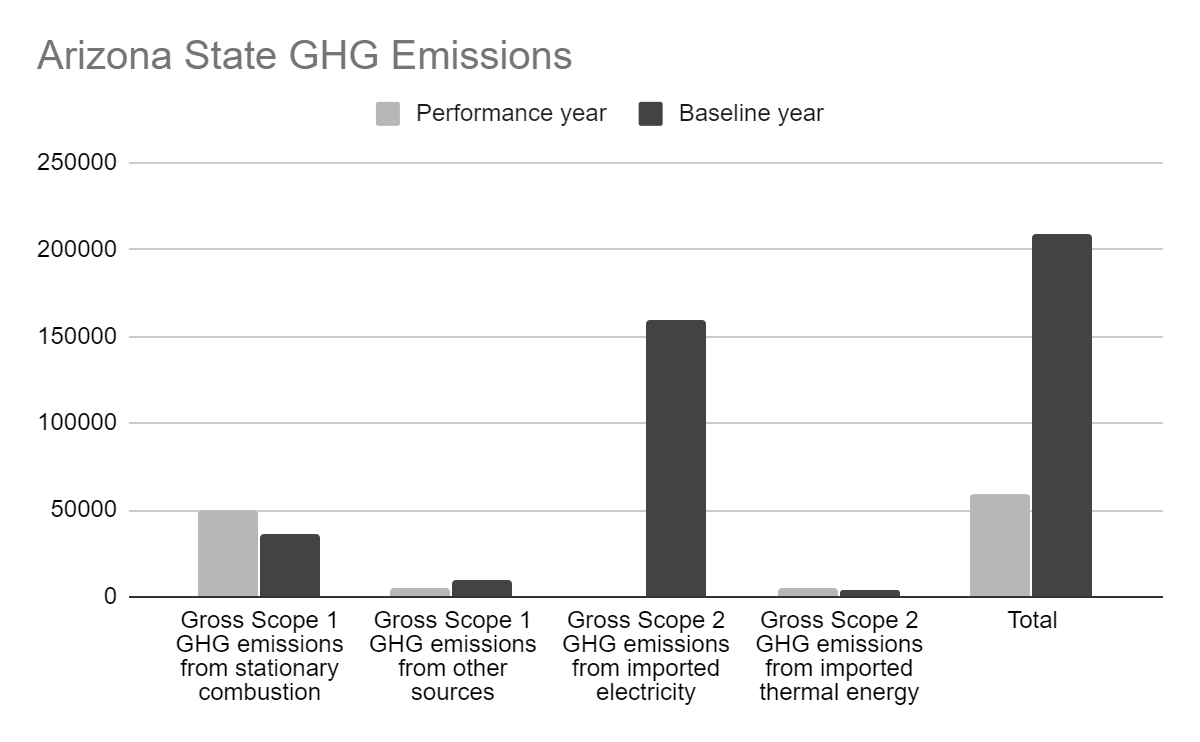 Arizona State GHG Emissions
Performance year
Baseline year
250000
200000
150000
100000
50000
0
Gross Scope 1
GHG emissions
from stationary
combustion
Gross Scope 1
GHG emissions
from other
sources
Gross Scope 2
GHG emissions
from imported
electricity
Gross Scope 2
GHG emissions
from imported
thermal energy
Total